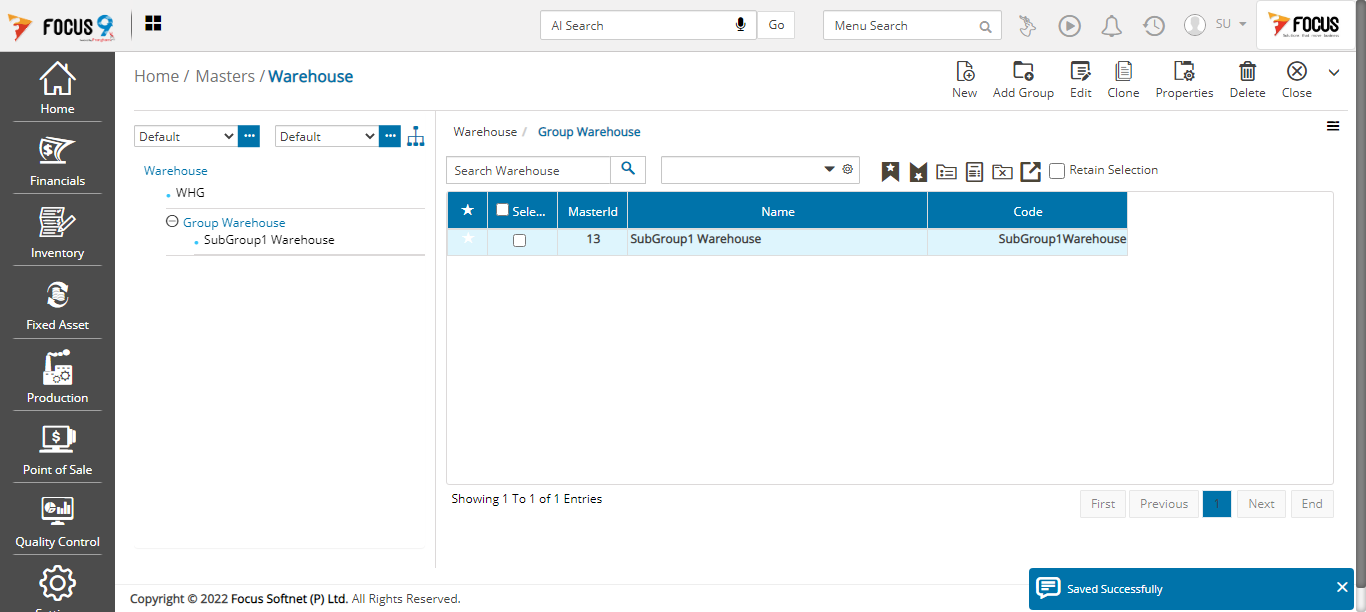 FOCUS 9
AI Search
Go
Menu Search
SU
FOCUS
Home / Masters / Warehouse
New
Add Group
Edit
Clone
Properties
Delete
Close
Home
Financials
Inventory
Fixed Asset
Production
Point of Sale
Quality Control
Default
Default
Warehouse
WHG
Group Warehouse
SubGroup1 Warehouse
Warehouse / Group Warehouse
Search Warehouse
Retain Selection
Sele... MasterId Name Code
13 SubGroup1 Warehouse SubGroup1Warehouse
Showing 1 To 1 of 1 Entries
First Previous 1 Next End
Copyright © 2022 Focus Softnet (P) Ltd. All Rights Reserved.
Saved Successfully